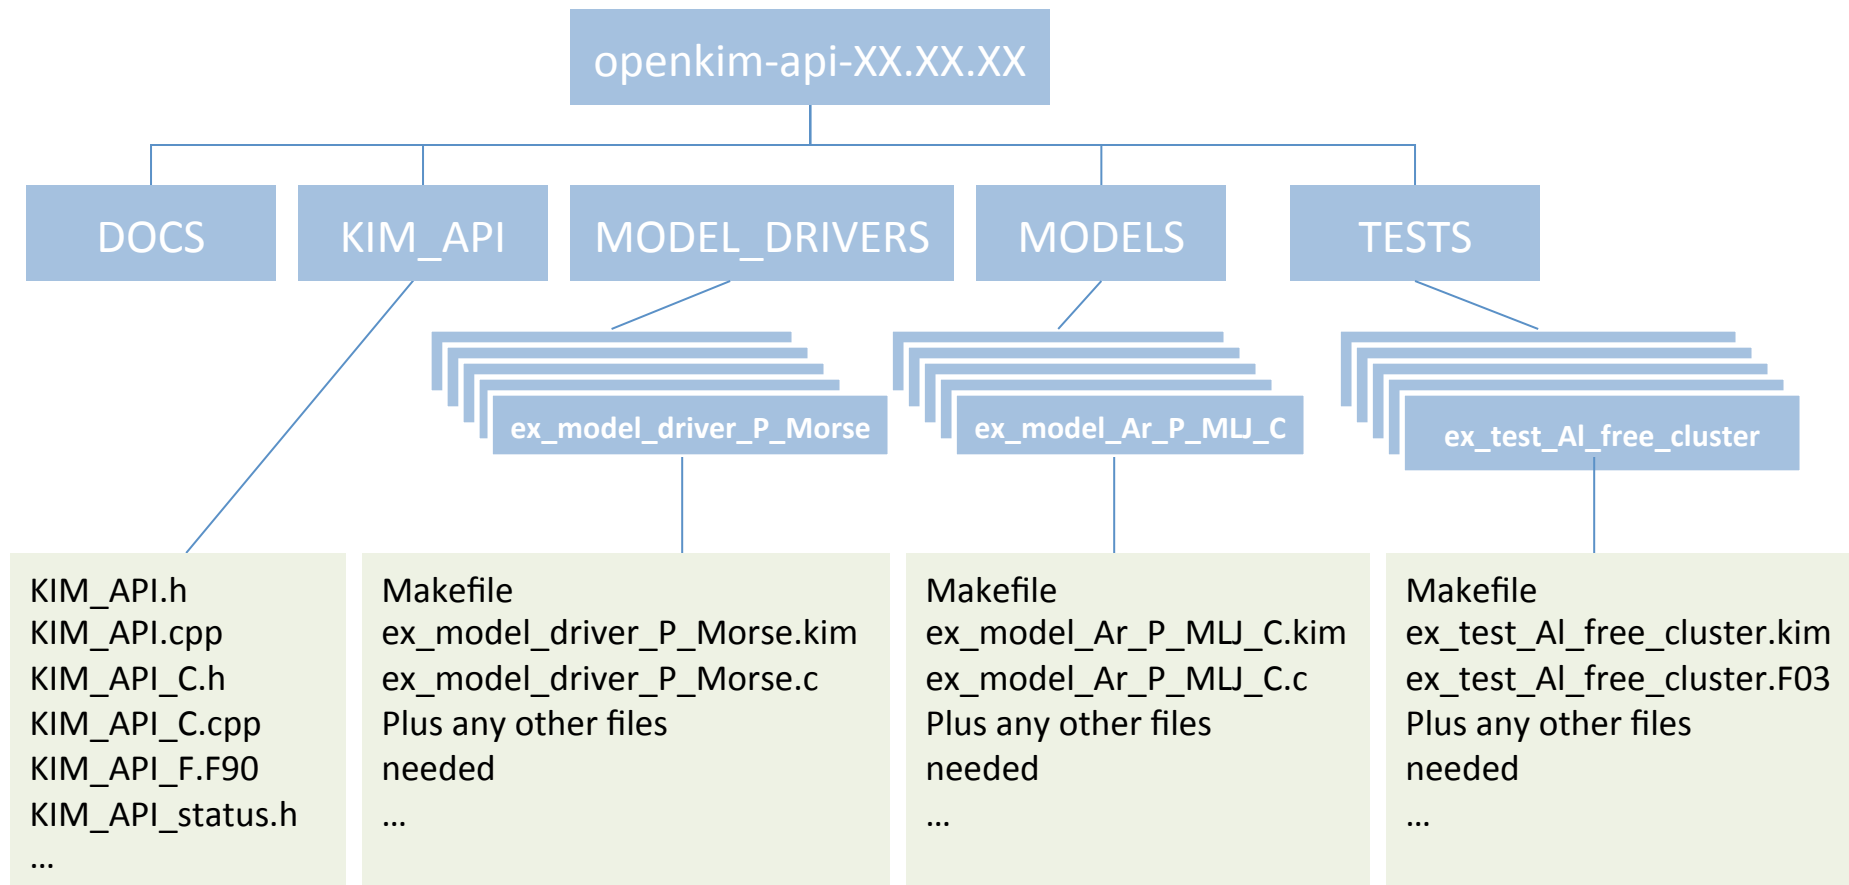 openkim-api-XX.XX.XX
DOCS
KIM_API
MODEL_DRIVERS
MODELS
TESTS
ex_model_driver_P_Morse
ex_model_Ar_P_MLJ_C
ex_test_Al_free_cluster
KIM_API.h
KIM_API.cpp
KIM_API_C.h
KIM_API_C.cpp
KIM_API_F.F90
KIM_API_status.h
...
Makefile
ex_model_driver_P_Morse.kim
ex_model_driver_P_Morse.c
Plus any other files
needed
...
Makefile
ex_model_Ar_P_MLJ_C.kim
ex_model_Ar_P_MLJ_C.c
Plus any other files
needed
...
Makefile
ex_test_Al_free_cluster.kim
ex_test_Al_free_cluster.F03
Plus any other files
needed
...